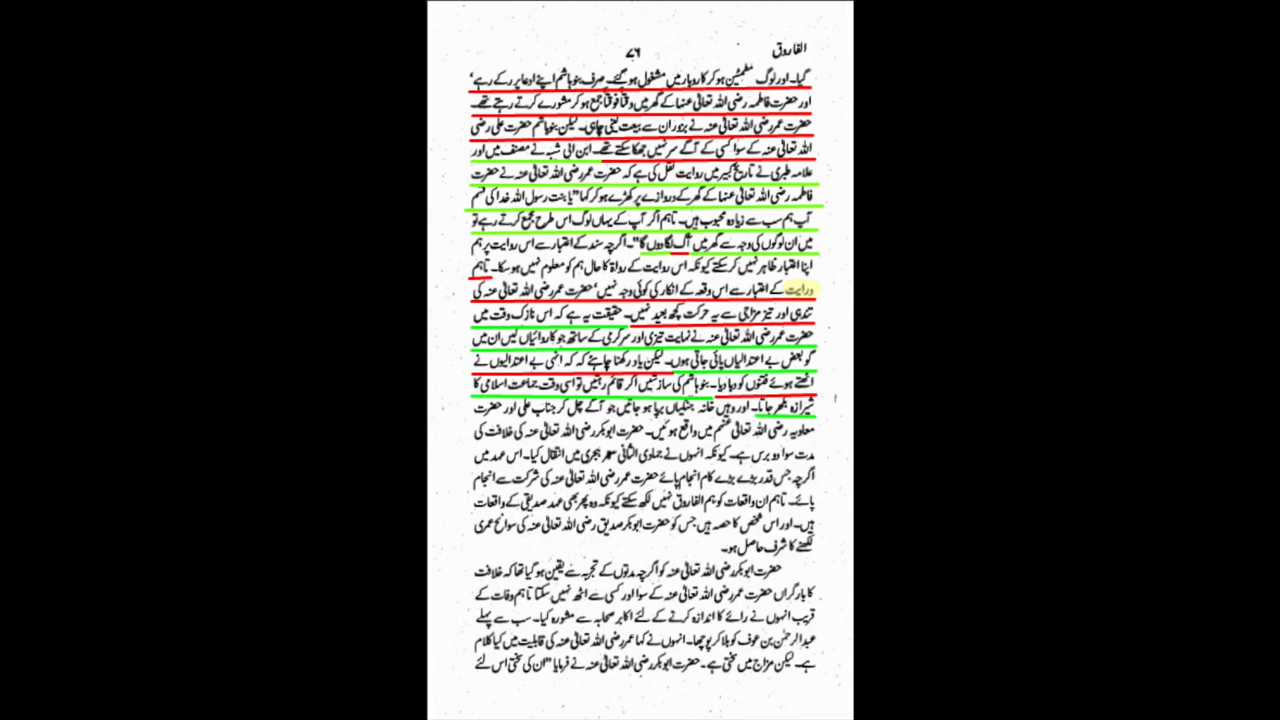 الفاروق ۷۶
گیا۔ اور لوگ مطمئین ہو کر کاروبار میں مشغول ہو گئے۔ صرف بنو ہاشم اپنے ادعا پر رکے رہے'
اور حضرت فاطمہ رضی اللہ تعالیٰ عنہا کے گھر میں وقتاً فوقتاً جمع ہو کر مشورے کرتے رہتے تھے۔
حضرت عمر رضی اللہ تعالیٰ عنہ نے بزور ان سے بیعت لینی چاہی۔ لیکن بنو ہاشم حضرت علی رضی
اللہ تعالیٰ عنہ کے سوا کسی کے آگے سر نہیں جھکا سکتے تھے۔ ابن ابی شبہ نے مصنف میں اور
علامہ طبری نے تاریخ کبیر میں روایت نقل کی ہے کہ حضرت عمر رضی اللہ تعالیٰ عنہ نے حضرت
فاطمہ رضی اللہ تعالیٰ عنہا کے گھر کے دروازے پر کھڑے ہو کر کہا "یا بنت رسول اللہ خدا کی قسم
آپ ہم سب سے زیادہ محبوب ہیں۔ تاہم اگر آپ کے یہاں لوگ اس طرح مجمع کرتے رہے تو
میں ان لوگوں کی وجہ سے گھر میں آگ لگا دوں گا"۔ اگرچہ سند کے اعتبار سے اس روایت پر ہم
اپنا اعتبار ظاہر نہیں کر سکتے کیونکہ اس روایت کے رواۃ کا حال ہم کو معلوم نہیں ہو سکا۔ تاہم
درایت کے اعتبار سے اس وقعہ کے انکار کی کوئی وجہ نہیں' حضرت عمر رضی اللہ تعالیٰ عنہ کی
تندہی اور تیز مزاجی سے یہ حرکت کچھ بعید نہیں۔ حقیقت یہ ہے کہ اس نازک وقت میں
حضرت عمر رضی اللہ تعالیٰ عنہ نے نہایت تیزی اور سرگرمی کے ساتھ جو کاروائیاں کیں ان میں
گو بعض بے اعتدالیاں پائی جاتی ہوں۔ لیکن یاد رکھنا چاہئے کہ کہ انہی بے اعتدالیوں نے
اٹھتے ہوئے فتنوں کو دبا دیا۔ بنو ہاشم کی سازشیں اگر قائم رہتیں تو اسی وقت جماعت اسلامی کا
شیرازہ بکھر جاتا۔ اور وہیں خانہ جنگیاں برپا ہو جاتیں جو آگے چل کر جناب علی اور حضرت
معاویہ رضی اللہ تعالیٰ عنہم میں واقع ہوئیں۔ حضرت ابوبکر رضی اللہ تعالیٰ عنہ کی خلافت کی
مدت سوا دو برس ہے۔ کیونکہ انہوں نے جمادی الثانی ہجری میں انتقال کیا۔ اس عہد میں
اگرچہ جس قدر بڑے بڑے کام انجام پائے حضرت عمر رضی اللہ تعالیٰ عنہ کی شرکت سے انجام
پائے۔ تاہم ان واقعات کو ہم الفاروق نہیں لکھ سکتے کیونکہ وہ پھر بھی عہد صدیقی کے واقعات
ہیں۔ اور اس شخص کا حصہ ہیں جس کو حضرت ابوبکر صدیق رضی اللہ تعالیٰ عنہ کی سوانح عمری
لکھنے کا شرف حاصل ہو۔
حضرت ابوبکر رضی اللہ تعالیٰ عنہ کو اگرچہ مدتوں کے تجربہ سے یقین ہو گیا تھا کہ خلافت
کا بار گراں حضرت عمر رضی اللہ تعالیٰ عنہ کے سوا اور کسی سے اٹھ نہیں سکتا تاہم وفات کے
قریب انہوں نے رائے کا اندازہ کرنے کے لئے اکابر صحابہ سے مشورہ کیا۔ سب سے پہلے
عبدالرحمٰن بن عوف کو بلا کر پوچھا۔ انہوں نے کہا عمر رضی اللہ تعالیٰ عنہ کی قابلیت میں کیا کلام
ہے۔ لیکن مزاج میں سختی ہے۔ حضرت ابوبکر رضی اللہ تعالیٰ عنہ نے فرمایا "ان کی سختی اس لئے